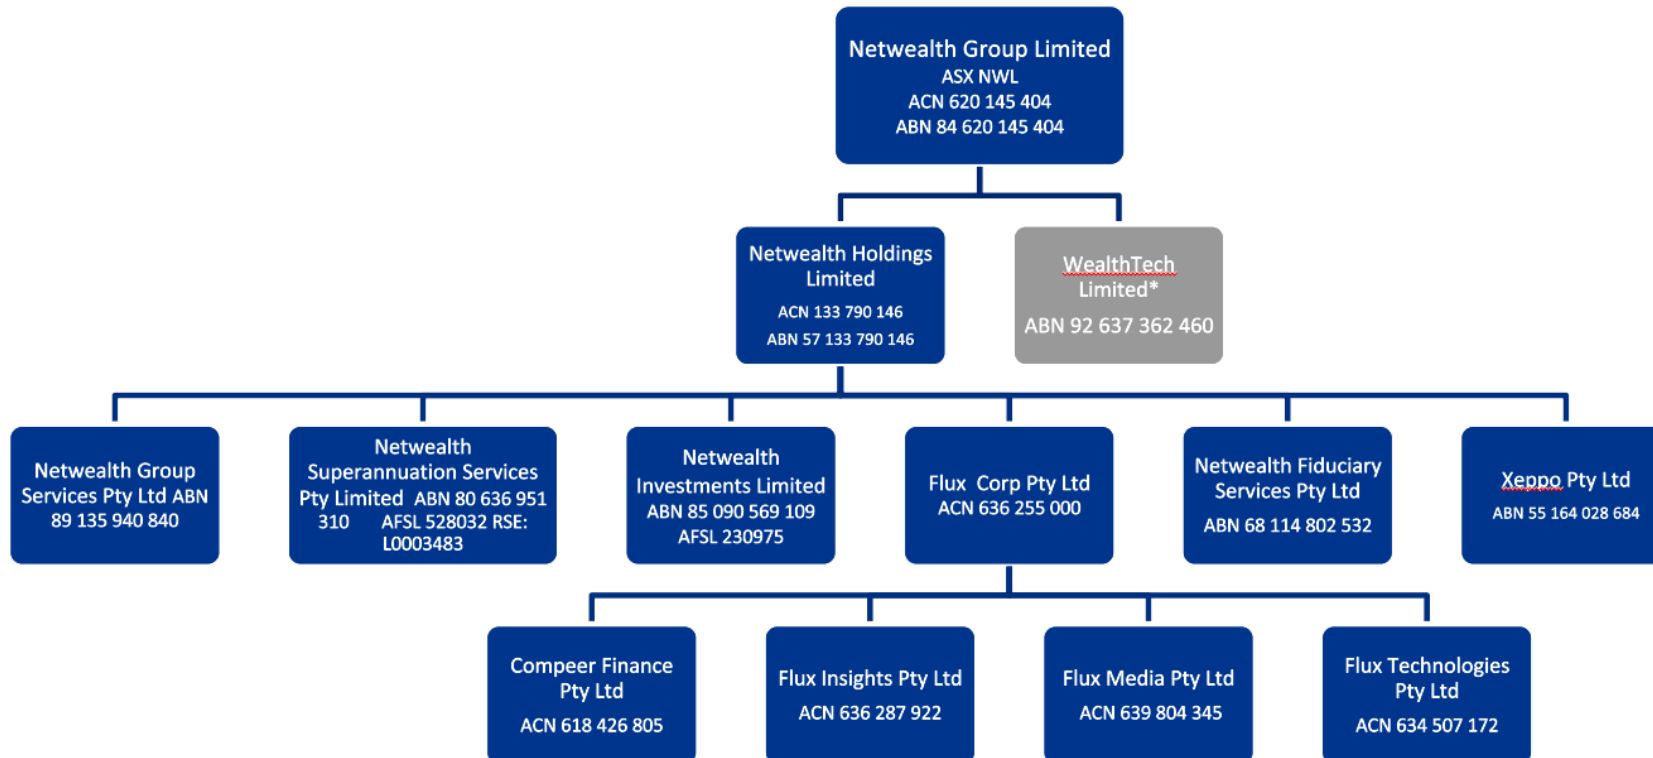 Netwealth Group Limited
ASX NWL
ACN 620 145 404
ABN 84 620 145 404
Netwealth Holdings
Limited
ACN 133 790 146
ABN 57 133 790 146
WealthTech
Limited*
ABN 92 637 362 460
Netwealth Group
Services Pty Ltd ABN
89 135 940 840
Netwealth
Superannuation Services
Pty Limited ABN 80 636 951
310 AFSL 528032 RSE:
L0003483
Netwealth
Investments Limited
ABN 85 090 569 109
AFSL 230975
Flux Corp Pty Ltd
ACN 636 255 000
Netwealth Fiduciary
Services Pty Ltd
ABN 68 114 802 532
Xeppo Pty Ltd
ABN 55 164 028 684
Compeer Finance
Pty Ltd
ACN 618 426 805
Flux Insights Pty Ltd
ACN 636 287 922
Flux Media Pty Ltd
ACN 639 804 345
Flux Technologies
Pty Ltd
ACN 634 507 172